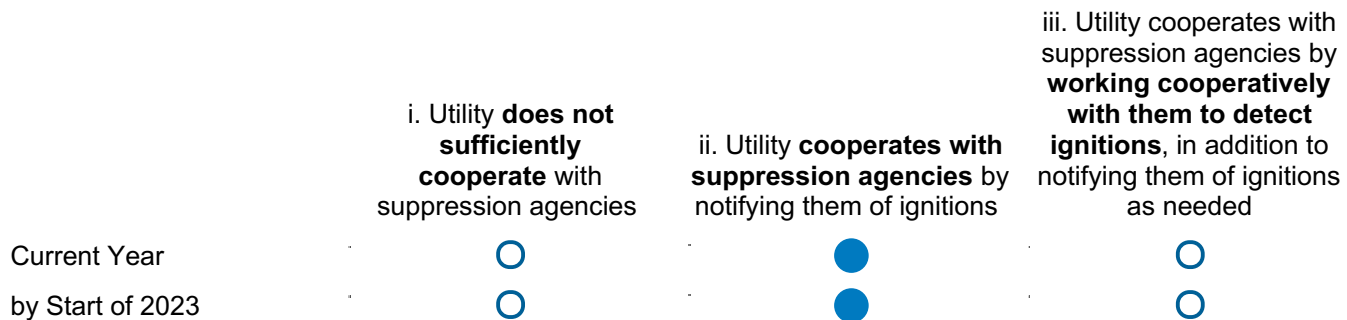 i. Utility does not
sufficiently
cooperate with
suppression agencies
ii. Utility cooperates with
suppression agencies by
notifying them of ignitions
iii. Utility cooperates with
suppression agencies by
working cooperatively
with them to detect
ignitions, in addition to
notifying them of ignitions
as needed
Current Year
by Start of 2023